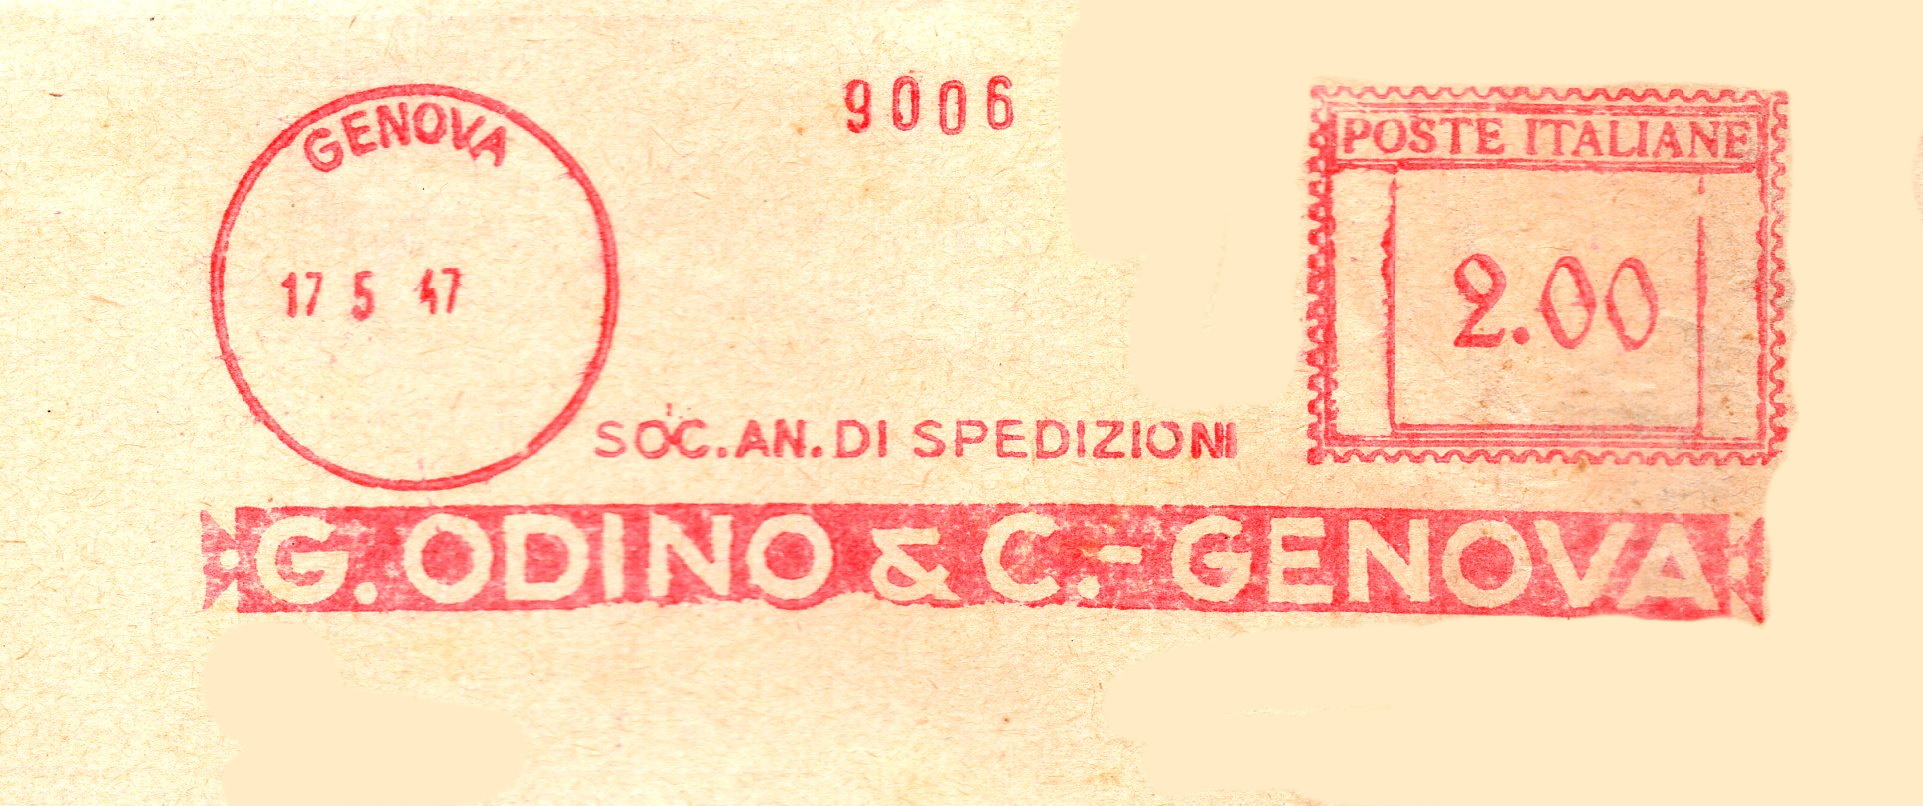 GENOVA
17 5 47
9006
POSTE ITALIANE
2.00
SOC.AN.DI SPEDIZIONI
G. ODINO & C.-GENOVA